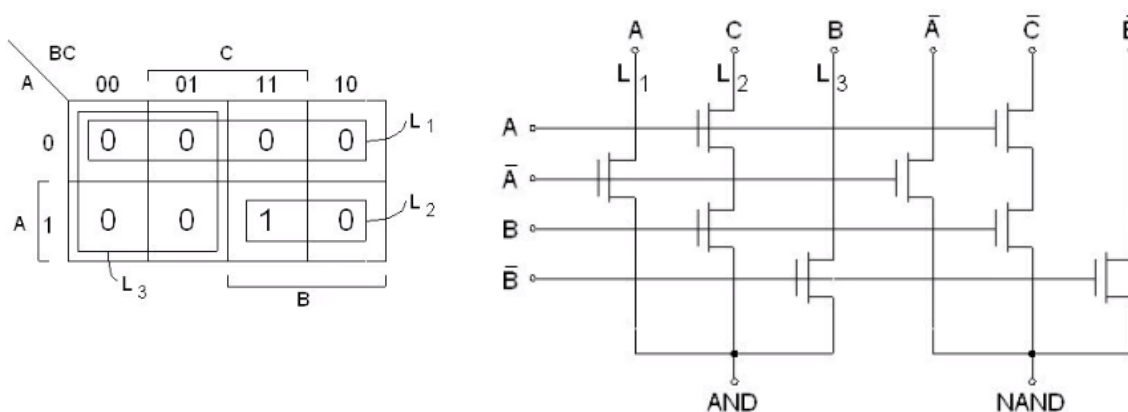 BC
C
A
00 01 11 10
0
0 0 0 0
L1
A
1
0 0 1 0
L2
L3
B
A C B Ā C̄ B̄
L1 L2 L3
A
Ā
B
B̄
AND NAND